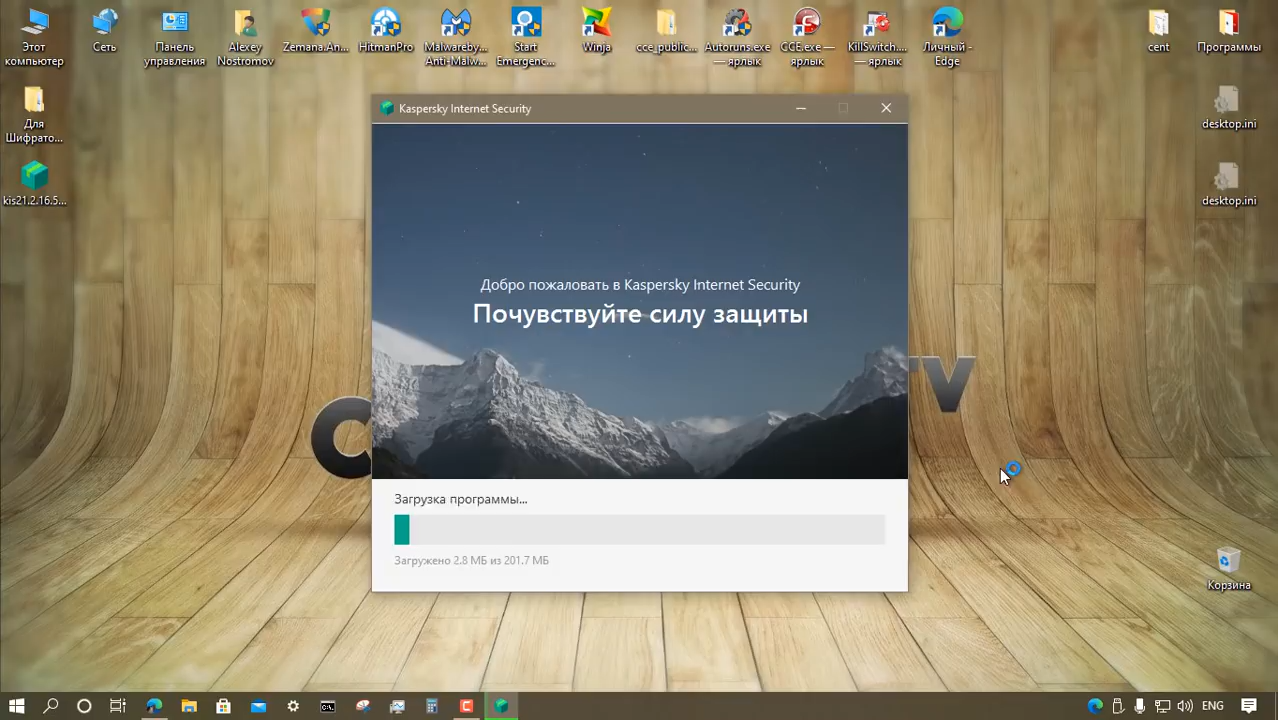 Этот
компьютер
Сеть
Панель
управления
Alexey
Nostromov
Zemana.An...
HitmanPro
Malwareby...
Anti-Malw...
Start
Emergenc...
Winja
cce_public...
Autoruns.exe
— ярлык
CCE.exe —
ярлык
KillSwitch....
— ярлык
Личный -
Edge
cent
Программы
Для
Шифрато...
desktop.ini
kis21.2.16.5...
desktop.ini
Kaspersky Internet Security
Добро пожаловать в Kaspersky Internet Security
Почувствуйте силу защиты
C
TV
Загрузка программы...
Загружено 2.8 МБ из 201.7 МБ
Корзина
ENG